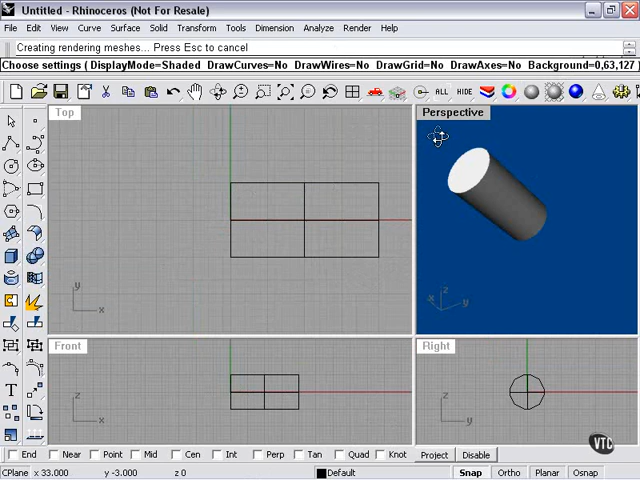 Untitled - Rhinoceros (Not For Resale)
File Edit View Curve Surface Solid Transform Tools Dimension Analyze Render Help
Creating rendering meshes... Press Esc to cancel
Choose settings ( DisplayMode=Shaded DrawCurves=No DrawWires=No DrawGrid=No DrawAxes=No Background=0,63,127
ALL HIDE
Top
Perspective
y
x
z
x
y
Front
Right
z
x
z
y
T
VTC
End Near Point Mid Cen Int Perp Tan Quad Knot Project Disable
CPlane x 33.000 y -3.000 z 0 Default Snap Ortho Planar Osnap